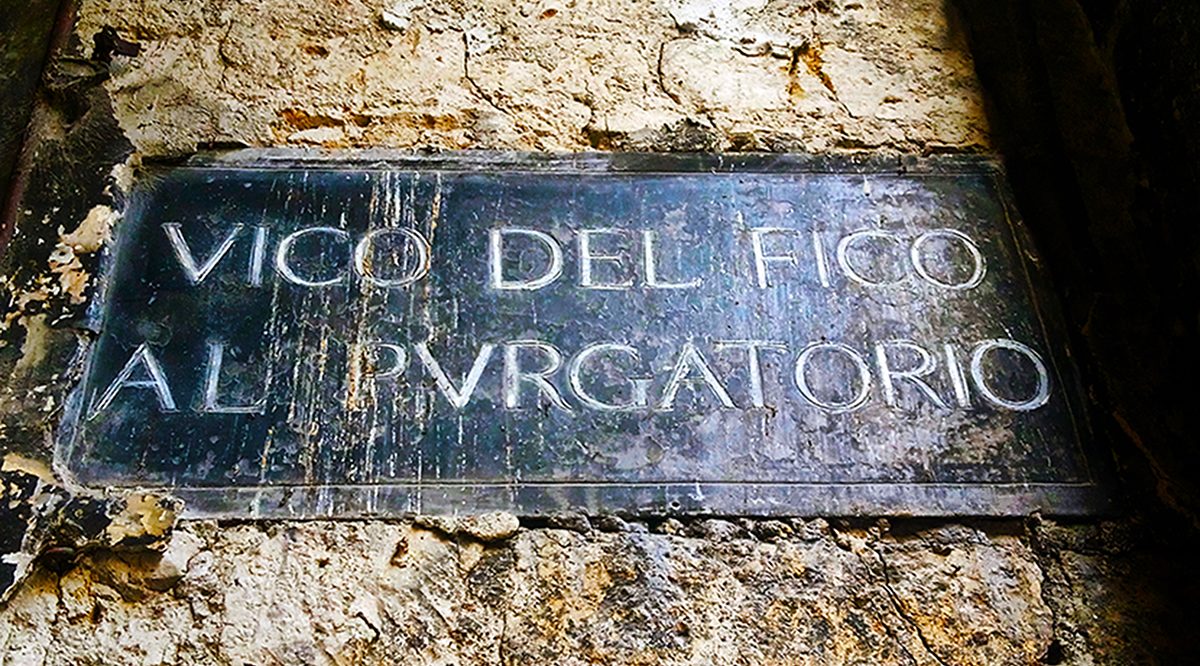 VICO DEL FICO
AL PVRGATORIO